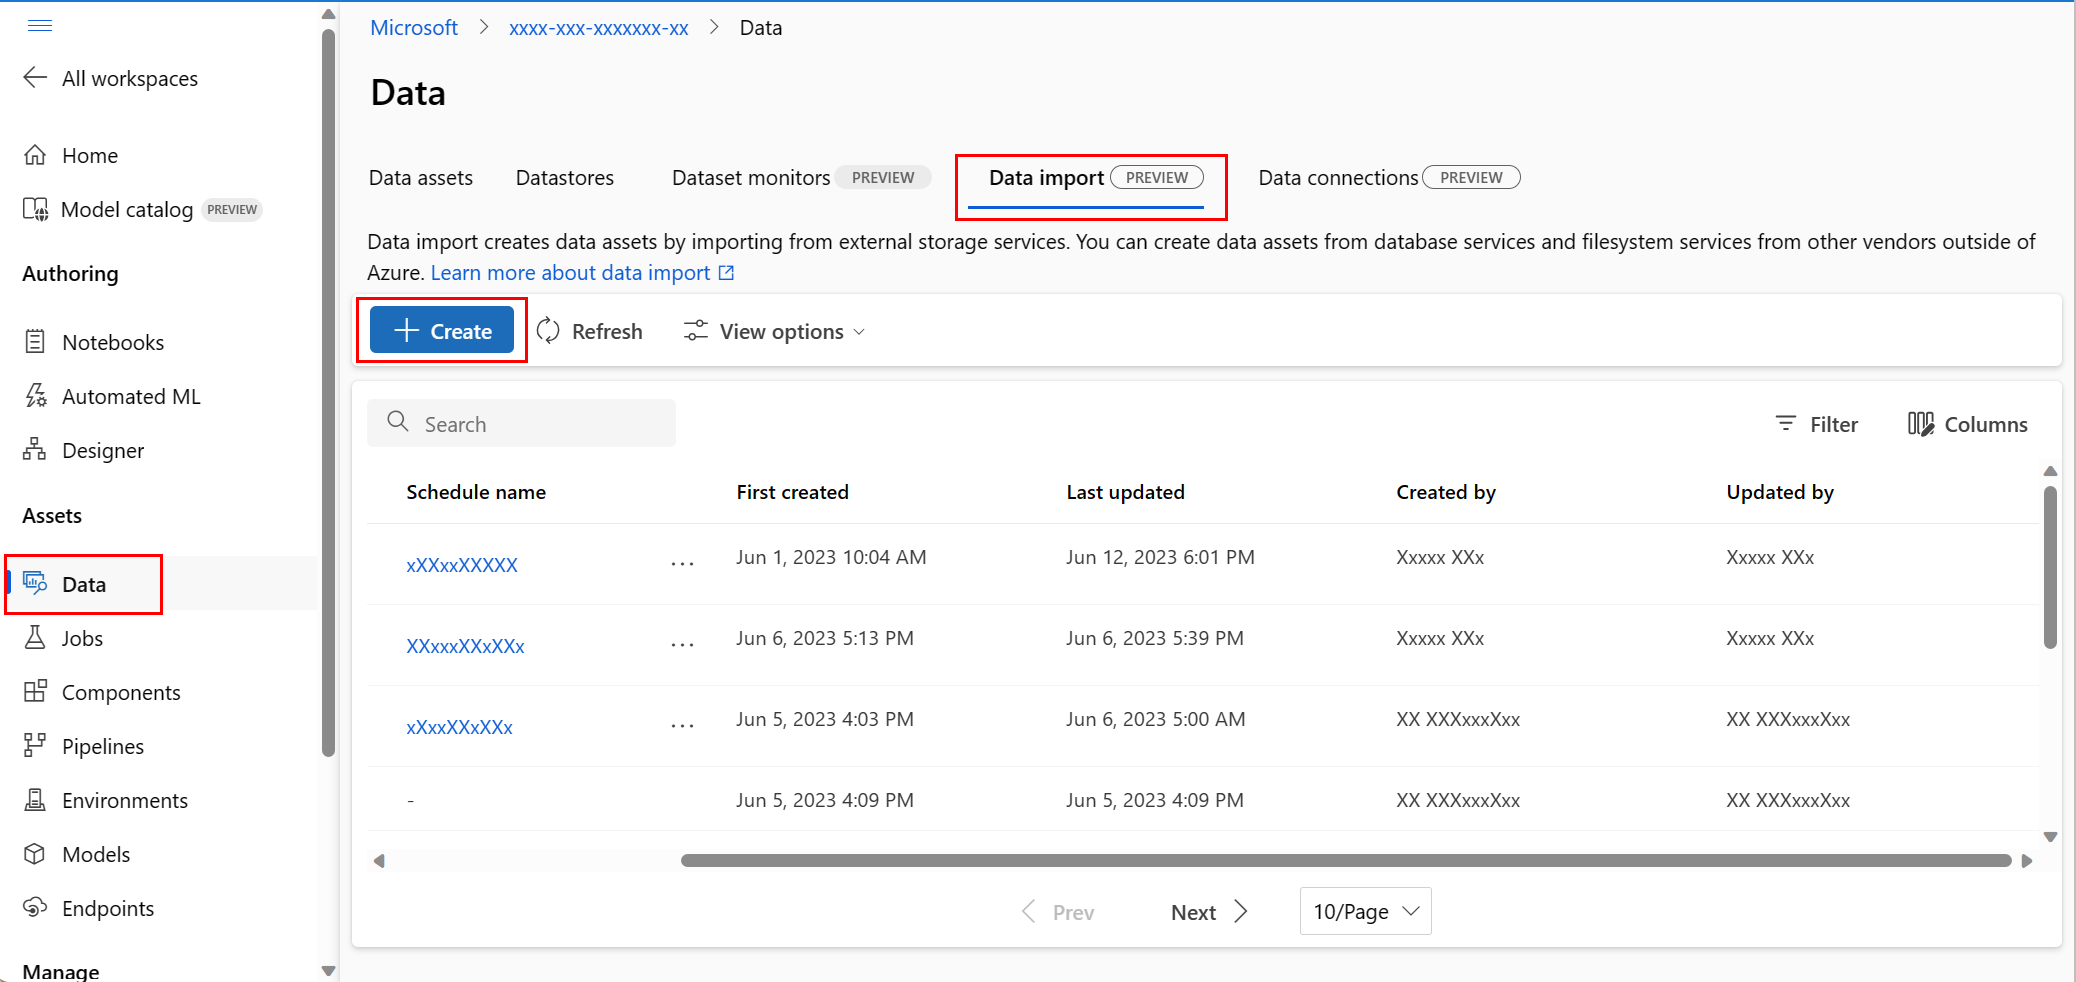 Microsoft > xxxx-xxx-xxxxxxx-xx > Data
All workspaces
Home
Model catalog PREVIEW
Authoring
Notebooks
Automated ML
Designer
Assets
Data
Jobs
Components
Pipelines
Environments
Models
Endpoints
Manage
Data
Data assets Datastores Dataset monitors PREVIEW Data import PREVIEW Data connections PREVIEW
Data import creates data assets by importing from external storage services. You can create data assets from database services and filesystem services from other vendors outside of
Azure. Learn more about data import
Create Refresh View options
Search Filter Columns
Schedule name First created Last updated Created by Updated by
xXXxxXXXXX ... Jun 1, 2023 10:04 AM Jun 12, 2023 6:01 PM Xxxxx XXx Xxxxx XXx
XXxxxXXxXXx ... Jun 6, 2023 5:13 PM Jun 6, 2023 5:39 PM Xxxxx XXx Xxxxx XXx
xXxxXXxXXx ... Jun 5, 2023 4:03 PM Jun 6, 2023 5:00 AM XX XXXxxxXxx XX XXXxxxXxx
- Jun 5, 2023 4:09 PM Jun 5, 2023 4:09 PM XX XXXxxxXxx XX XXXxxxXxx
Prev Next 10/Page